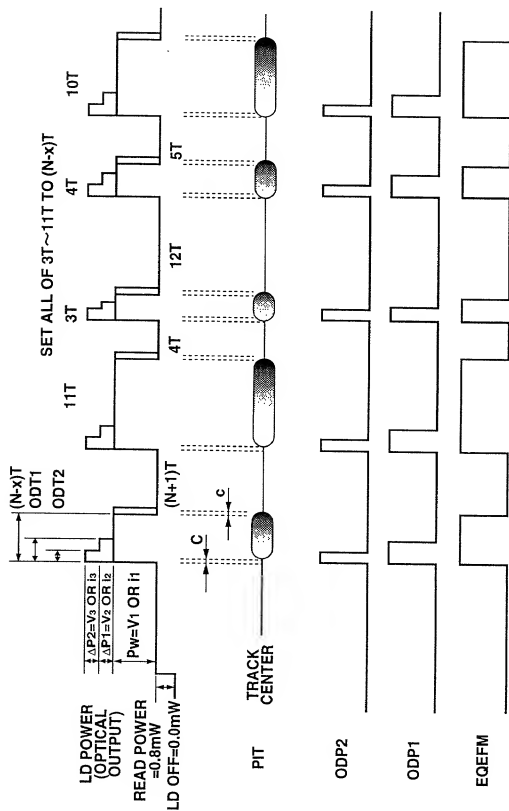 SET ALL OF 3T~11T TO (N-x)T
(N-x)T
ODT1
ODT2
11T
3T
4T
10T
LD POWER
(OPTICAL
OUTPUT)
ΔP2=V3 OR i3
ΔP1=V2 OR i2
PW=V1 OR i1
READ POWER
=0.8mW
LD OFF=0.0mW
(N+1)T
4T
12T
5T
C
c
PIT
TRACK
CENTER
ODP2
ODP1
EQEFM